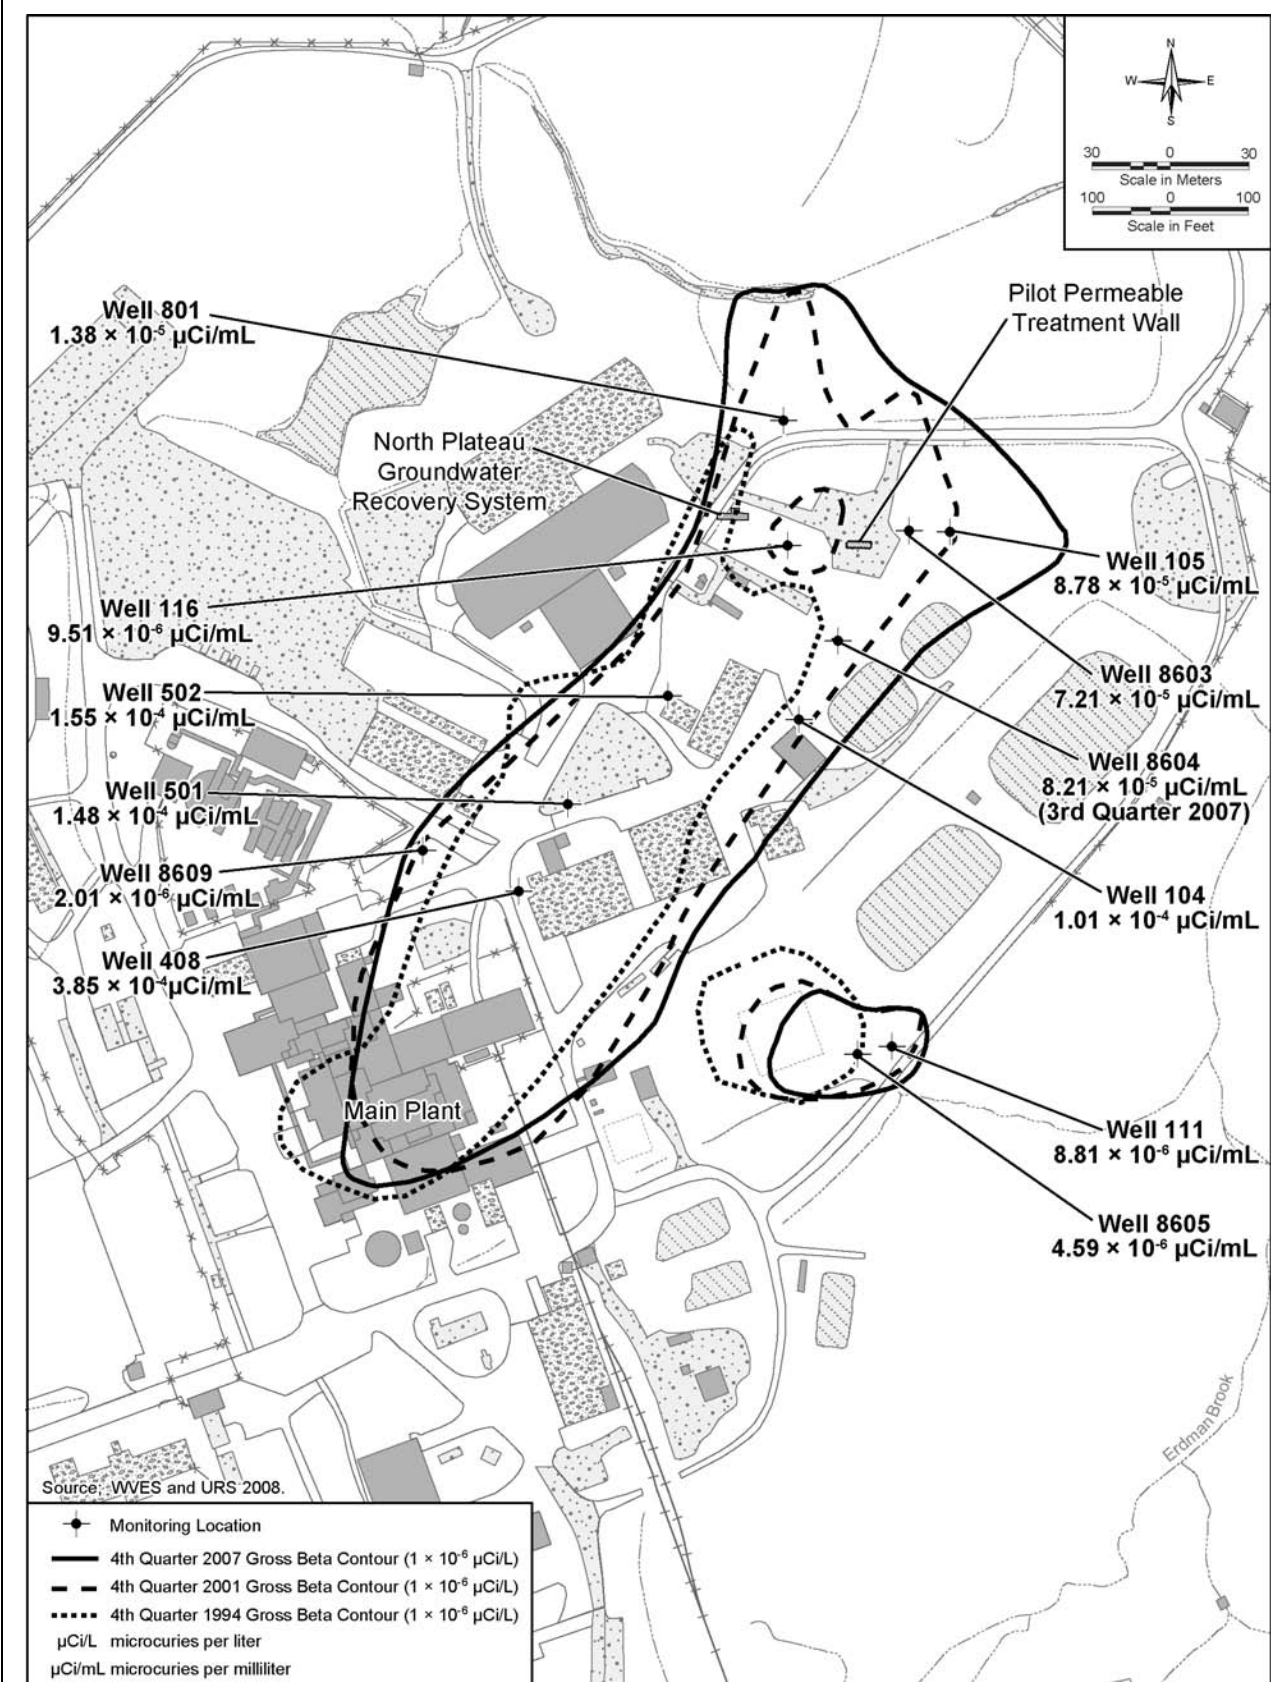 N
W E
S
30 0 30
Scale in Meters
100 0 100
Scale in Feet
Well 801
1.38 × 10⁻⁵ µCi/mL
Pilot Permeable
Treatment Wall
North Plateau
Groundwater
Recovery System
Well 105
8.78 × 10⁻⁵ µCi/mL
Well 116
9.51 × 10⁻⁶ µCi/mL
Well 8603
7.21 × 10⁻⁵ µCi/mL
Well 502
1.55 × 10⁻⁴ µCi/mL
Well 8604
8.21 × 10⁻⁵ µCi/mL
(3rd Quarter 2007)
Well 501
1.48 × 10⁻⁴ µCi/mL
Well 8609
2.01 × 10⁻⁶ µCi/mL
Well 104
1.01 × 10⁻⁴ µCi/mL
Well 408
3.85 × 10⁻⁴µCi/mL
Main Plant
Well 111
8.81 × 10⁻⁶ µCi/mL
Well 8605
4.59 × 10⁻⁶ µCi/mL
Erdman Brook
Source; WVES and URS 2008.
Monitoring Location
4th Quarter 2007 Gross Beta Contour (1 × 10⁻⁶ µCi/L)
4th Quarter 2001 Gross Beta Contour (1 × 10⁻⁶ µCi/L)
4th Quarter 1994 Gross Beta Contour (1 × 10⁻⁶ µCi/L)
µCi/L microcuries per liter
µCi/mL microcuries per milliliter